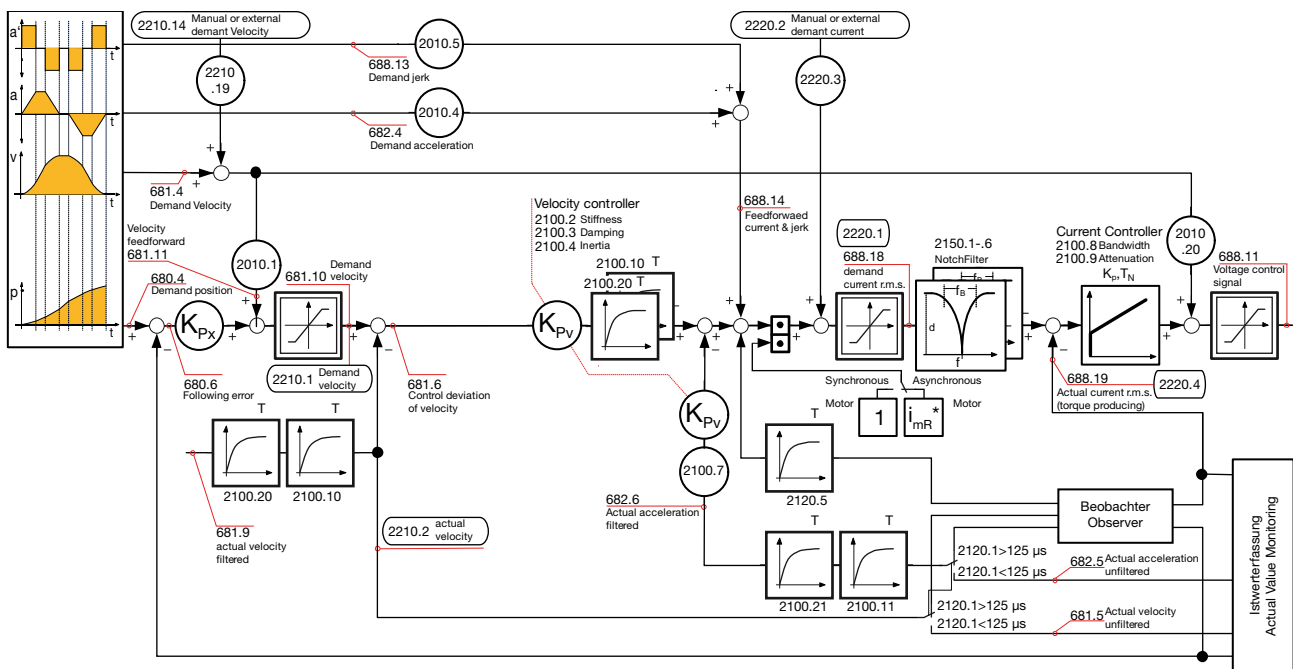 a'
t
2210.14
Manual or external
demant Velocity
2220.2
Manual or external
demant current
2010.5
688.13
Demand jerk
2210
.19
2220.3
a
t
2010.4
682.4
Demand acceleration
+
+
+
+
v
t
+
+
681.4
Demand Velocity
Velocity
feedforward
681.11
2010.1
Velocity controller
2100.2 Stiffness
2100.3 Damping
2100.4 Inertia
688.14
Feedforwaed
current & jerk
2220.1
688.18
demand
current r.m.s.
2150.1-.6
NotchFilter
Current Controller
2100.8 Bandwidth
2100.9 Attenuation
KP,TN
2010
.20
688.11
Voltage control
signal
p
t
680.4
Demand position
681.10
Demand
velocity
2100.10
T
2100.20
T
fB
fB
d
f
+
−
KPx
+
+
+
−
KPv
+
−
+
+
+
+
+
+
−
+
+
680.6
Following error
2210.1
Demand
velocity
681.6
Control deviation
of velocity
KPv
Synchronous
Motor
1
Asynchronous
Motor
imR*
688.19
2220.4
Actual current r.m.s.
(torque producing)
T
T
2100.20
2100.10
2100.7
T
2120.5
682.6
Actual acceleration
filtered
681.9
actual velocity
filtered
2210.2
actual
velocity
Beobachter
Observer
T
T
2100.21
2100.11
2120.1>125 µs
2120.1<125 µs
682.5
Actual acceleration
unfiltered
2120.1>125 µs
2120.1<125 µs
681.5
Actual velocity
unfiltered
Istwerterfassung
Actual Value Monitoring